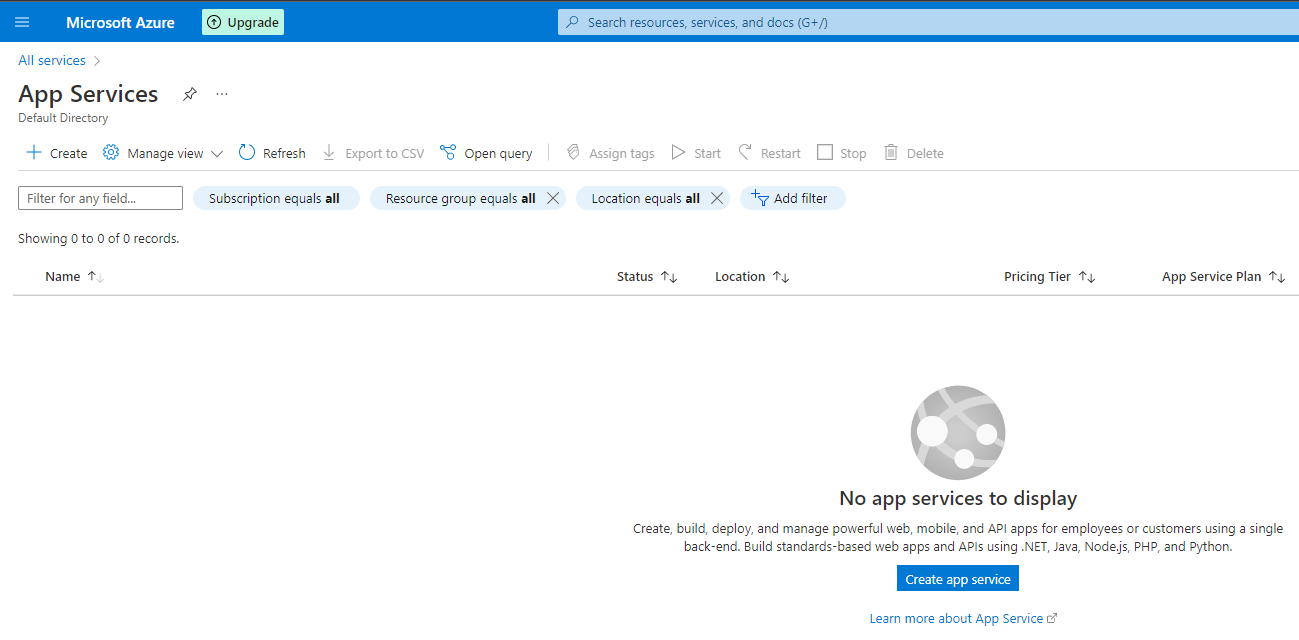 Microsoft Azure Upgrade Search resources, services, and docs (G+/)
All services
App Services ...
Default Directory
Create Manage view Refresh Export to CSV Open query Assign tags Start Restart Stop Delete
Filter for any field... Subscription equals all Resource group equals all Location equals all Add filter
Showing 0 to 0 of 0 records.
Name Status Location Pricing Tier App Service Plan
No app services to display
Create, build, deploy, and manage powerful web, mobile, and API apps for employees or customers using a single
back-end. Build standards-based web apps and APIs using .NET, Java, Node.js, PHP, and Python.
Create app service
Learn more about App Service